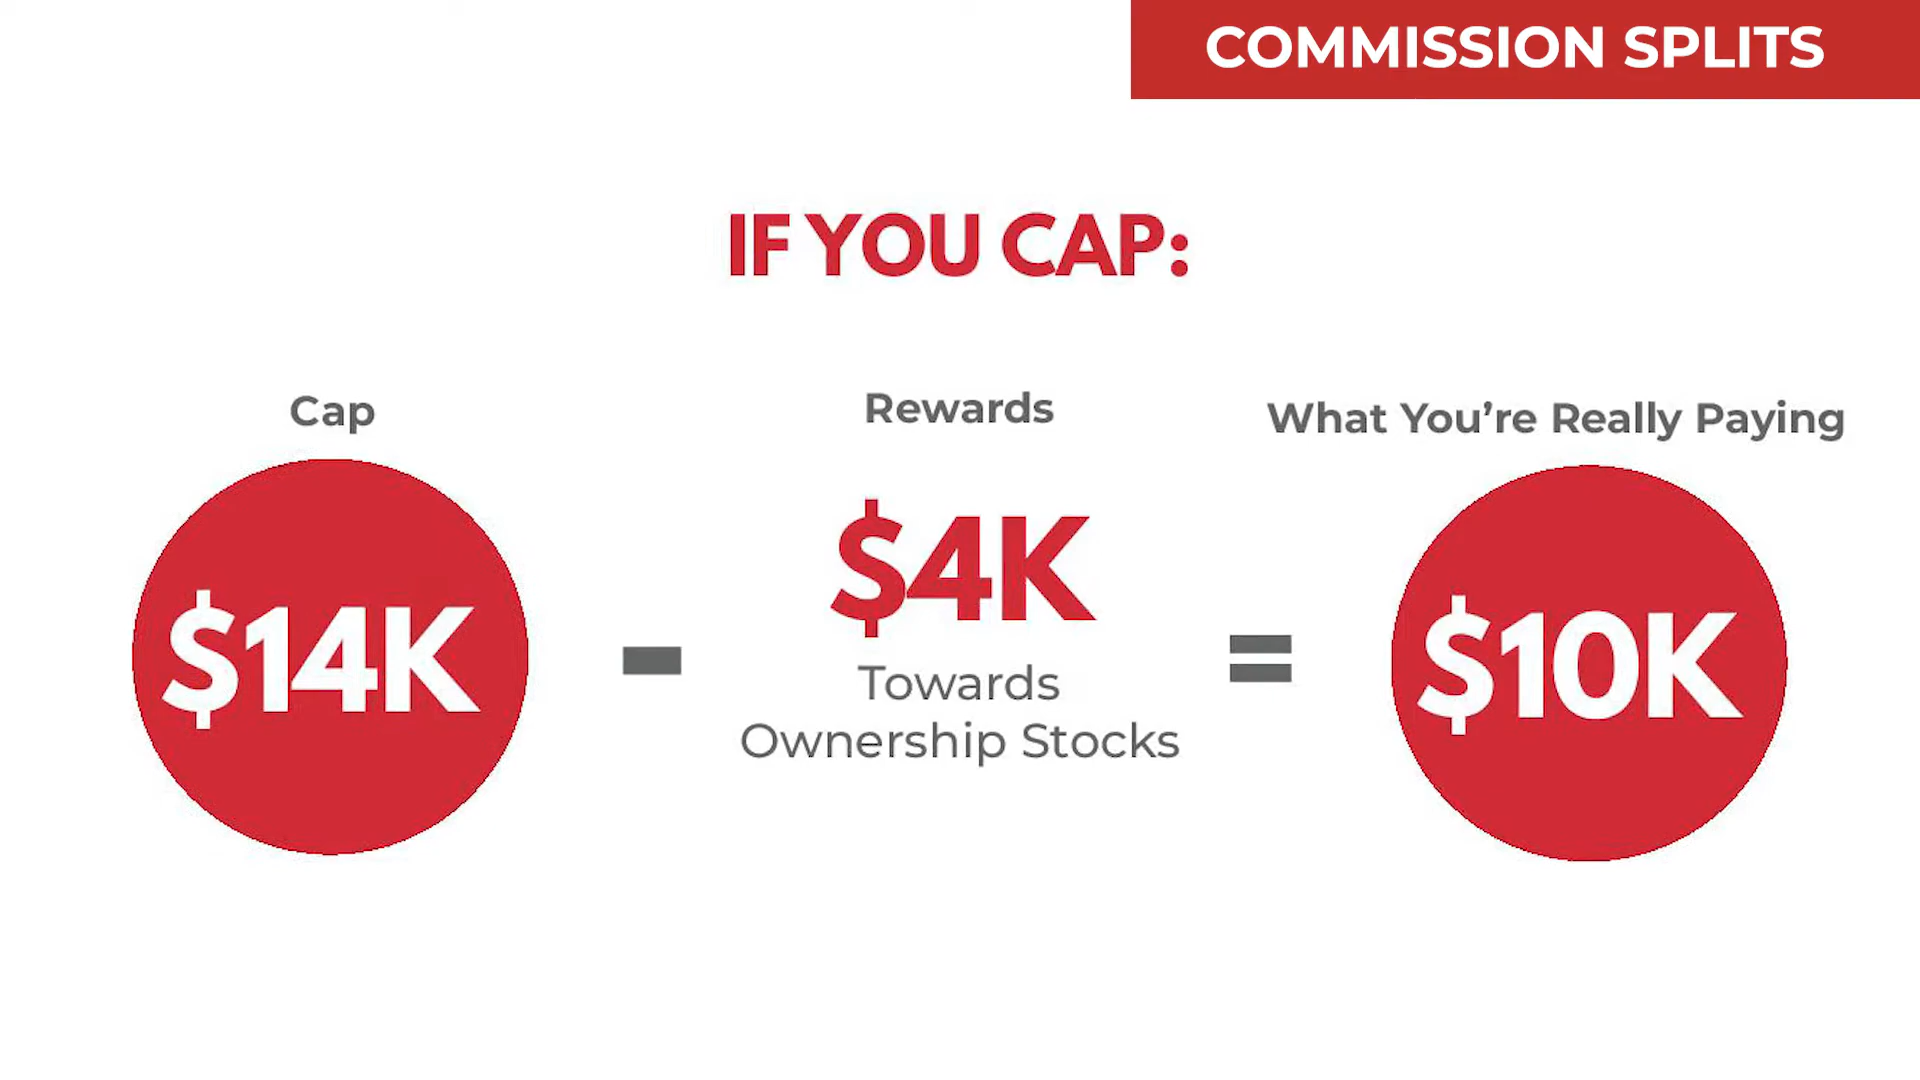 COMMISSION SPLITS
IF YOU CAP:
Cap
$14K
-
Rewards
$4K
Towards
Ownership Stocks
=
What You’re Really Paying
$10K